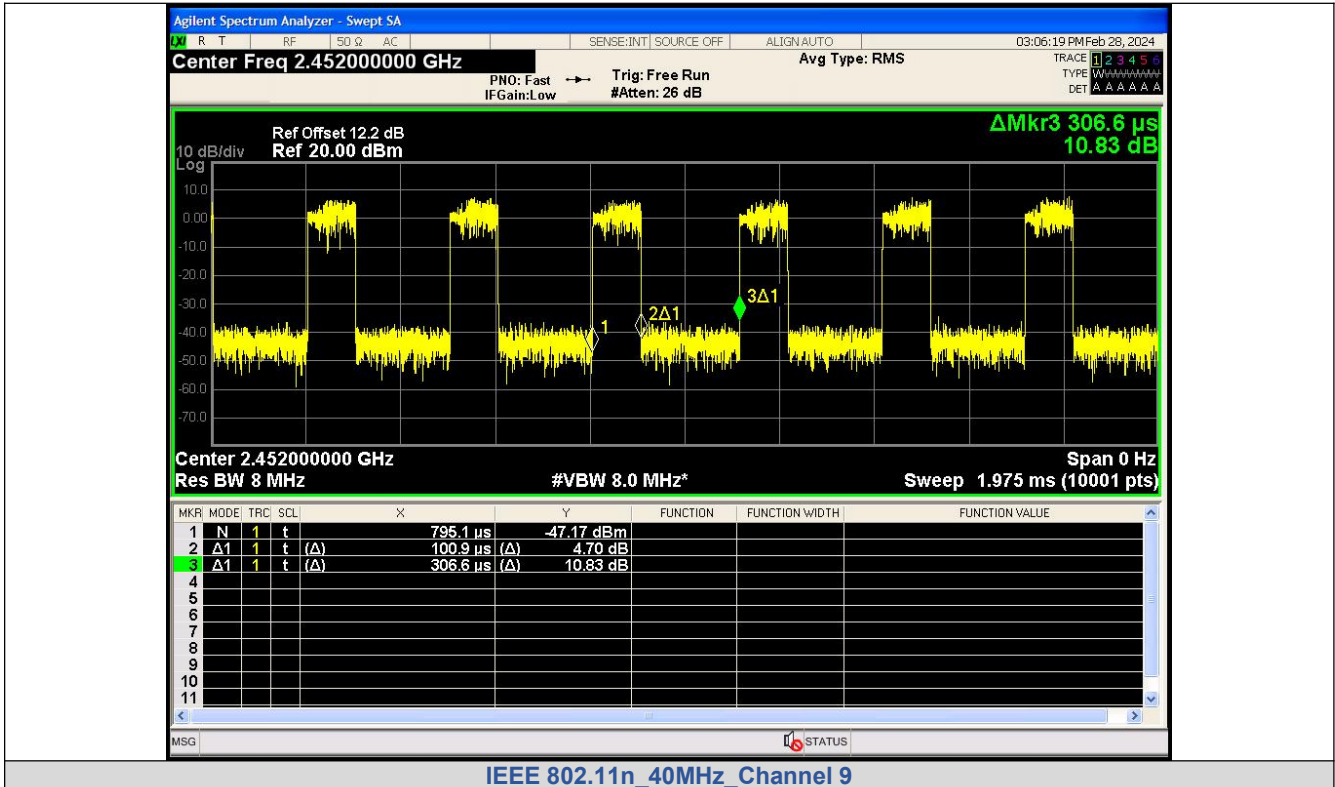 Agilent Spectrum Analyzer - Swept SA
LXI R T RF 50 Ω AC SENSE:INT SOURCE OFF ALIGN AUTO 03:06:19 PM Feb 28, 2024
Center Freq 2.452000000 GHz Avg Type: RMS TRACE 1 2 3 4 5 6
PNO: Fast Trig: Free Run TYPE W
IFGain:Low #Atten: 26 dB DET A A A A A A
ΔMkr3 306.6 µs
Ref Offset 12.2 dB
10 dB/div Ref 20.00 dBm 10.83 dB
Log
10.0
0.00
-10.0
-20.0
-30.0 3Δ1
-40.0 1 2Δ1
-50.0
-60.0
-70.0
Center 2.452000000 GHz Span 0 Hz
Res BW 8 MHz #VBW 8.0 MHz* Sweep 1.975 ms (10001 pts)
MKR MODE TRC SCL X Y FUNCTION FUNCTION WIDTH FUNCTION VALUE
1 N 1 t 795.1 µs -47.17 dBm
2 Δ1 1 t (Δ) 100.9 µs (Δ) 4.70 dB
3 Δ1 1 t (Δ) 306.6 µs (Δ) 10.83 dB
4
5
6
7
8
9
10
11
MSG STATUS
IEEE 802.11n_40MHz_Channel 9